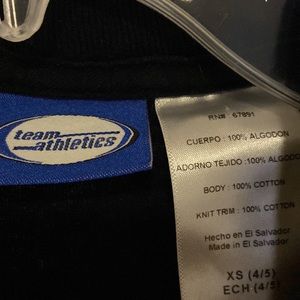 team
athletics
RN# 67891
CUERPO : 100% ALGODON
ADORNO TEJIDO : 100% ALGODON
BODY : 100% COTTON
KNIT TRIM : 100% COTTON
Hecho en El Salvador
Made in El Salvador
XS (4/5)
ECH (4/5)